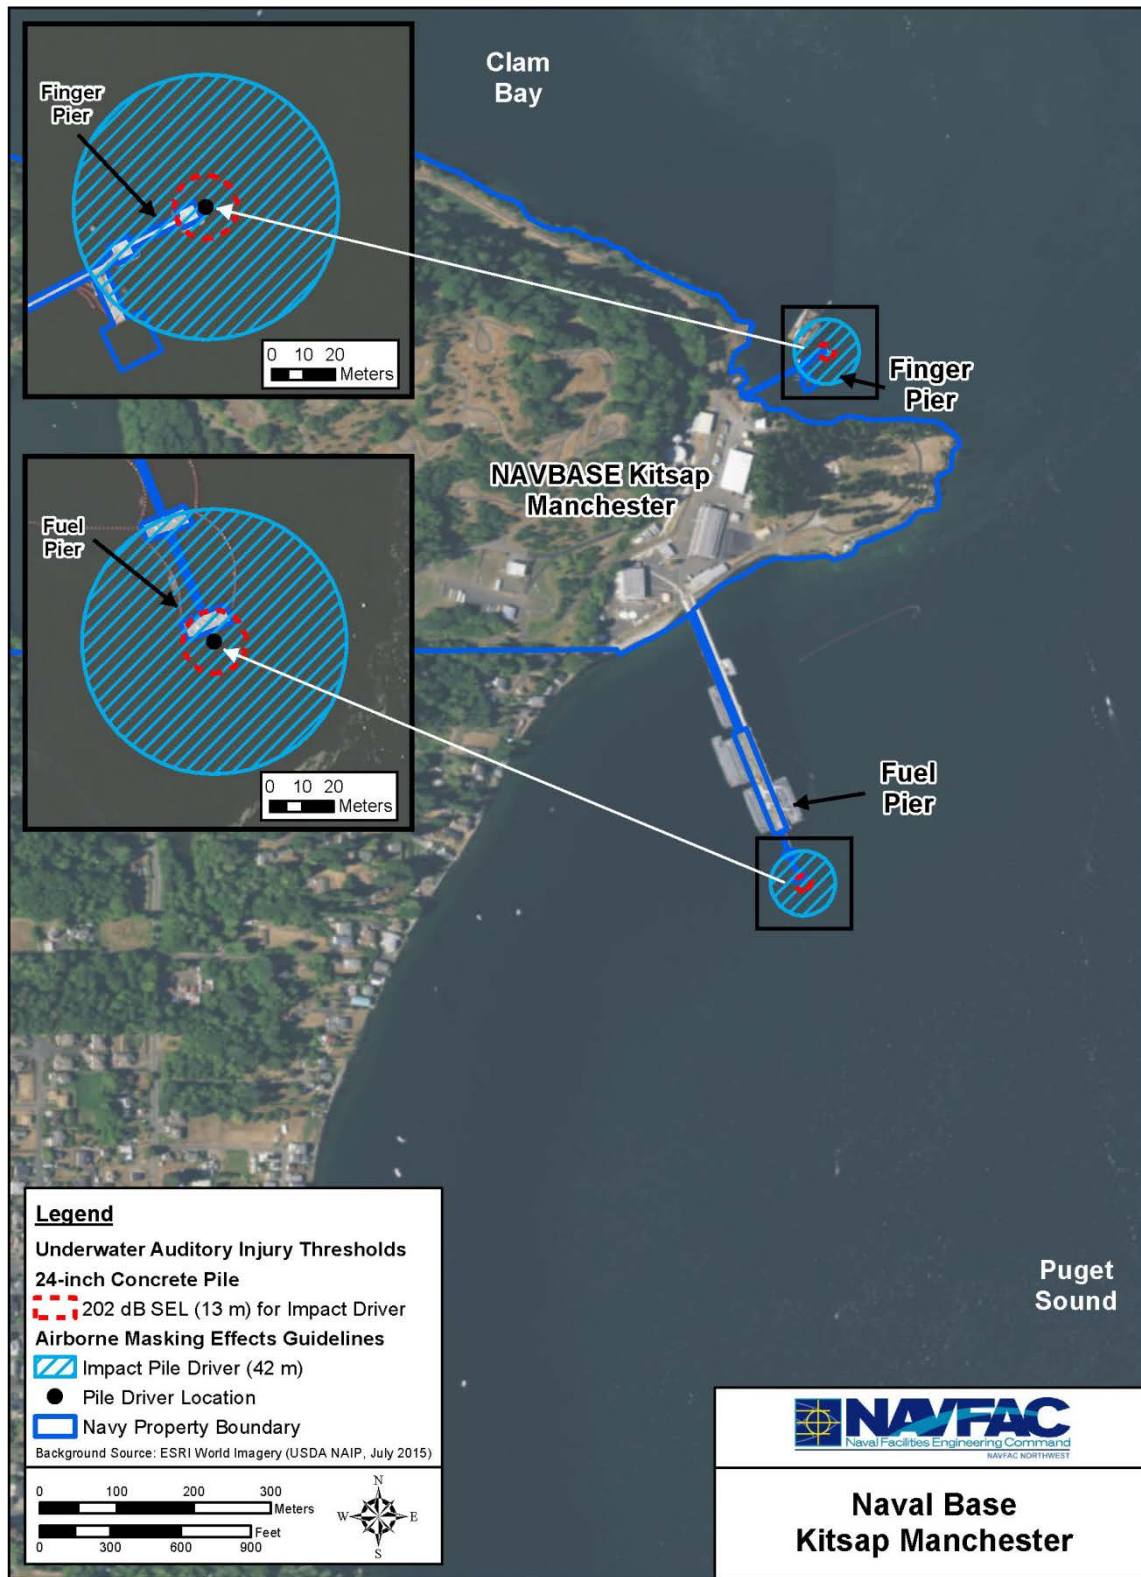 Clam
Bay
Finger
Pier
0 10 20
Meters
Finger
Pier
NAVBASE Kitsap
Manchester
Fuel
Pier
0 10 20
Meters
Fuel
Pier
Puget
Sound
Legend
Underwater Auditory Injury Thresholds
24-inch Concrete Pile
202 dB SEL (13 m) for Impact Driver
Airborne Masking Effects Guidelines
Impact Pile Driver (42 m)
Pile Driver Location
Navy Property Boundary
Background Source: ESRI World Imagery (USDA NAIP, July 2015)
0 100 200 300
Meters
Feet
0 300 600 900
N
W E
S
NAVFAC
Naval Facilities Engineering Command
NAVFAC NORTHWEST
Naval Base
Kitsap Manchester